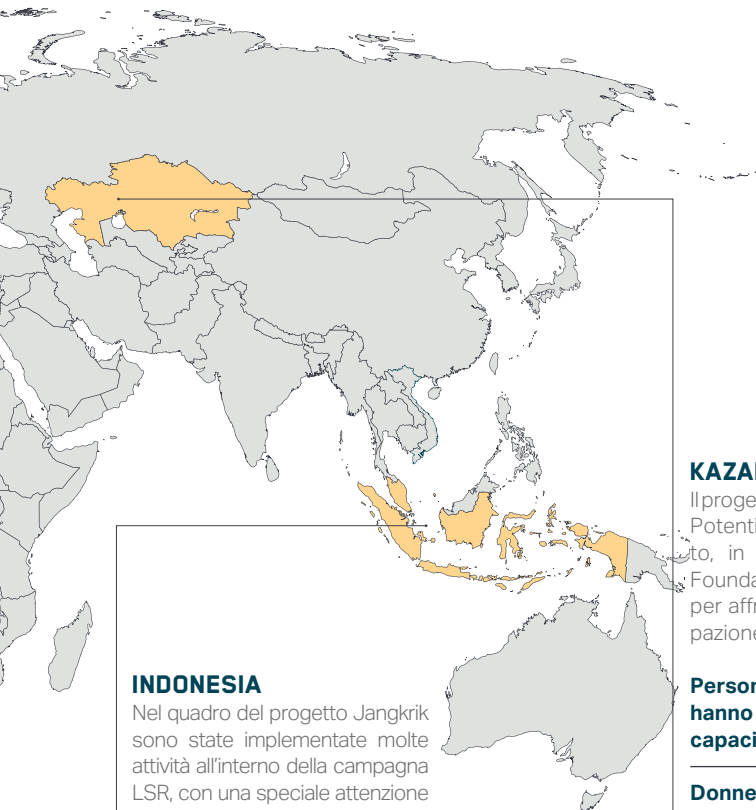 INDONESIA
Nel quadro del progetto Jangkrik
sono state implementate molte
attività all'interno della campagna
LSR, con una speciale attenzione
KAZA
Il proge
Potenti
to, in
Founda
per affr
pazione
Person
hanno
capaci
Donne